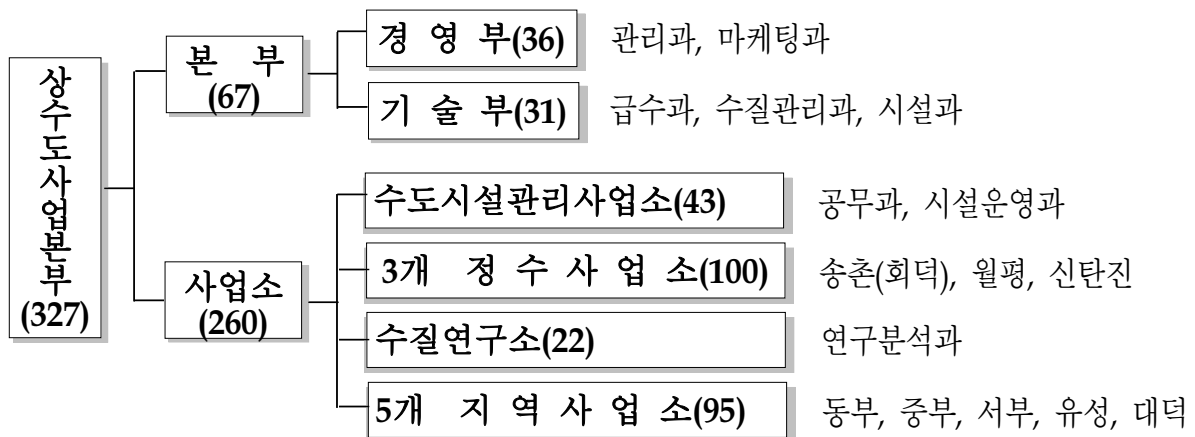 상수도사업본부
(327)
본 부
(67)
경 영 부(36) 관리과, 마케팅과
기 술 부(31) 급수과, 수질관리과, 시설과
사업소
(260)
수도시설관리사업소(43) 공무과, 시설운영과
3개 정 수 사 업 소(100) 송촌(회덕), 월평, 신탄진
수질연구소(22) 연구분석과
5개 지 역 사 업 소(95) 동부, 중부, 서부, 유성, 대덕